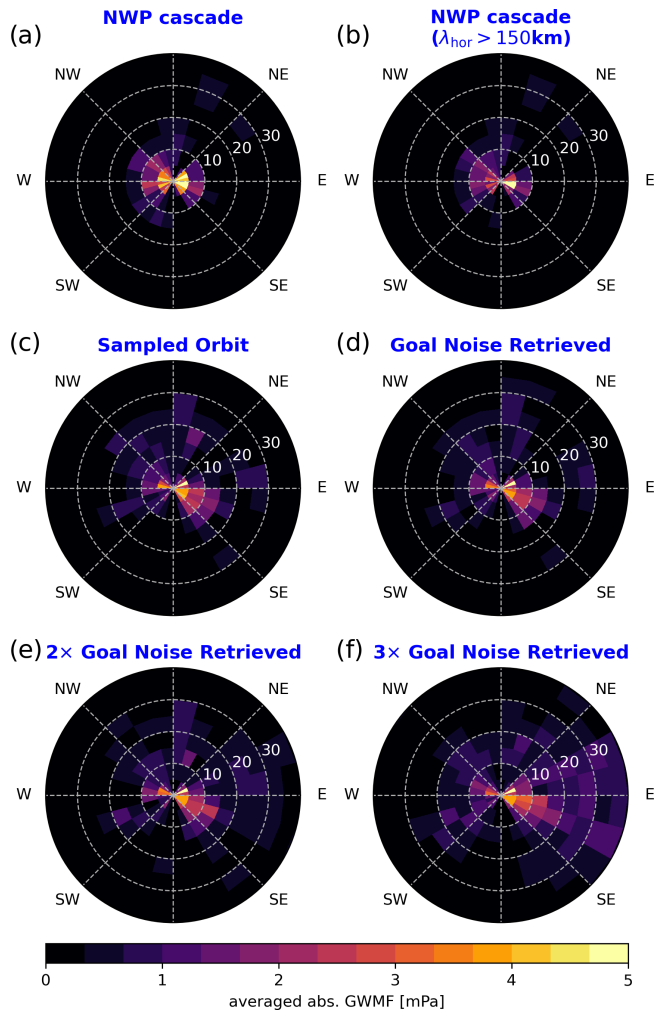 (a) NWP cascade
NW NE
30
20
10
W E
SW SE
(b) NWP cascade
(λhor > 150km)
NW NE
30
20
10
W E
SW SE
(c) Sampled Orbit
NW NE
30
20
10
W E
SW SE
(d) Goal Noise Retrieved
NW NE
30
20
10
W E
SW SE
(e) 2× Goal Noise Retrieved
NW NE
30
20
10
W E
SW SE
(f) 3× Goal Noise Retrieved
NW NE
30
20
10
W E
SW SE
0 1 2 3 4 5
averaged abs. GWMF [mPa]